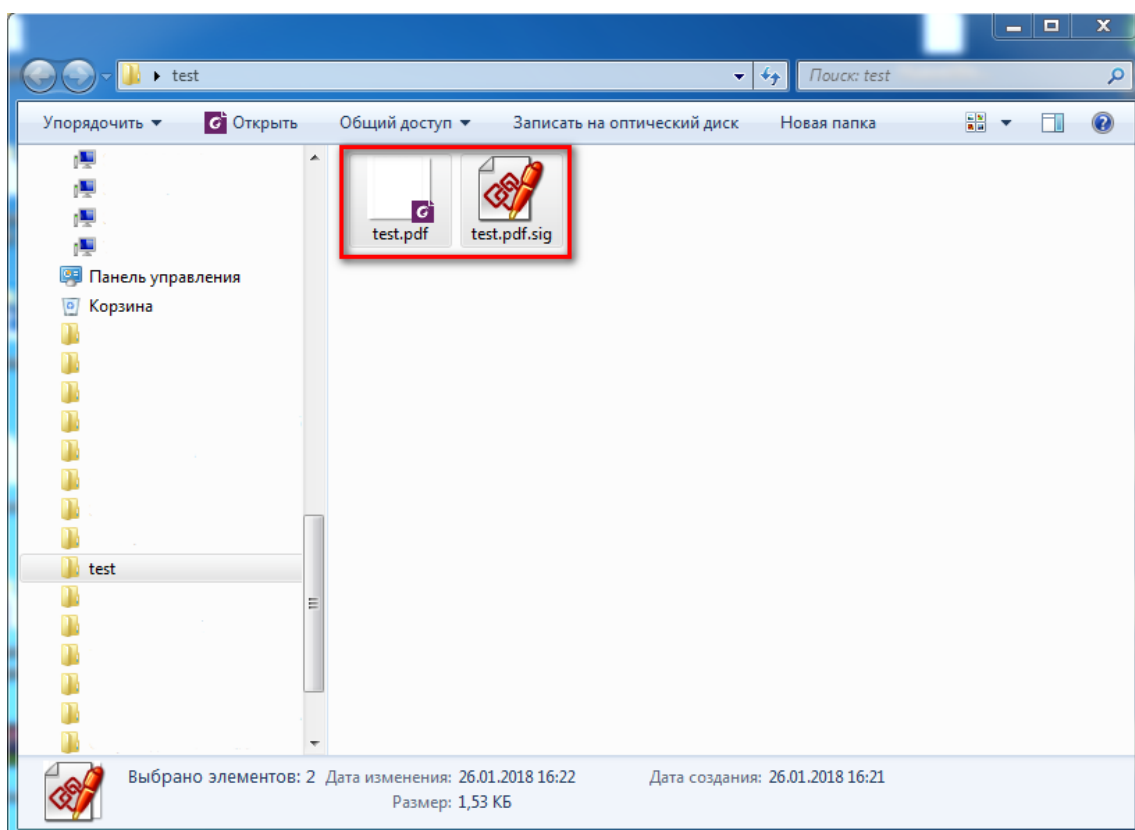 test
Поиск: test
Упорядочить
Открыть
Общий доступ
Записать на оптический диск
Новая папка
test.pdf
test.pdf.sig
Панель управления
Корзина
test
Выбрано элементов: 2 Дата изменения: 26.01.2018 16:22 Дата создания: 26.01.2018 16:21
Размер: 1,53 КБ